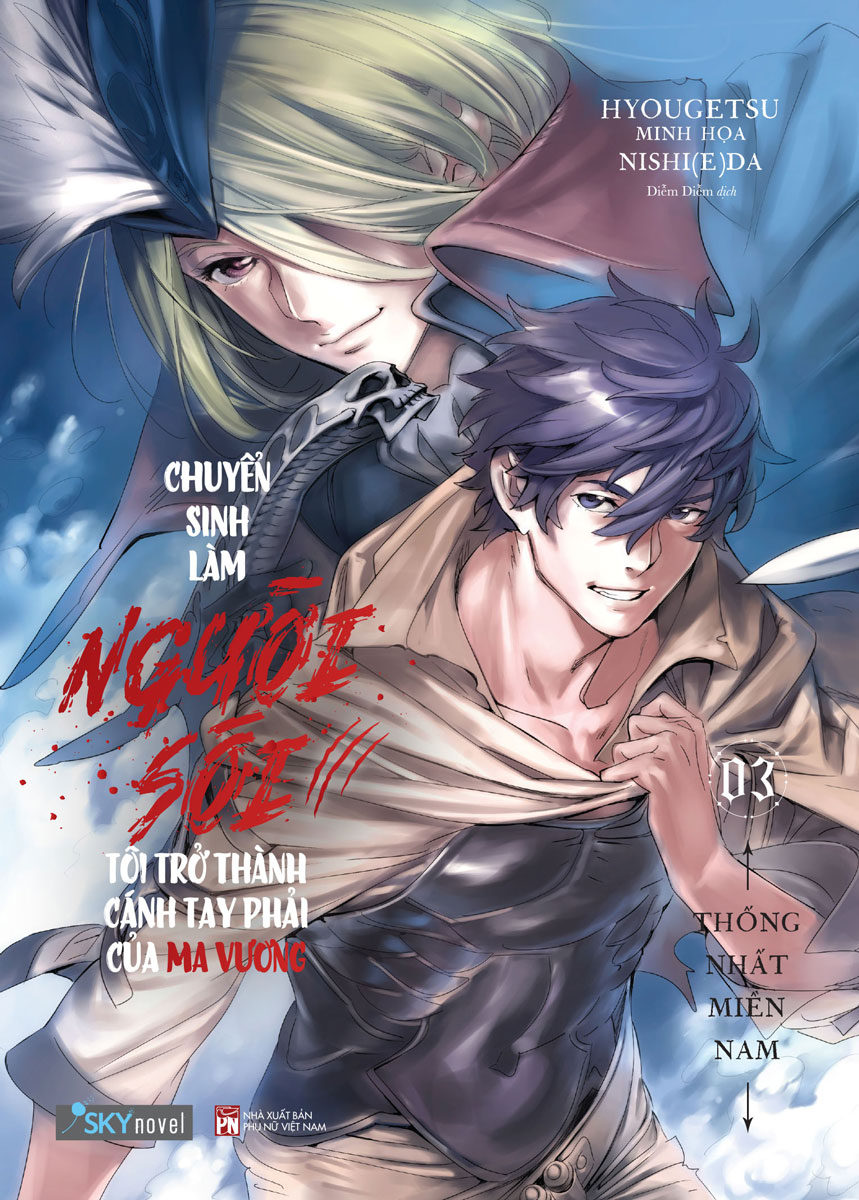 HYOUGETSU
MINH HỌA
NISHI(E)DA
Diễm Diễm dịch
CHUYỂN
SINH
LÀM
NGƯỜI
SÓI
TÔI TRỞ THÀNH
CÁNH TAY PHẢI
CỦA MA VƯƠNG
03
THỐNG
NHẤT
MIỀN
NAM
SKYnovel
PN
NHÀ XUẤT BẢN
PHỤ NỮ VIỆT NAM